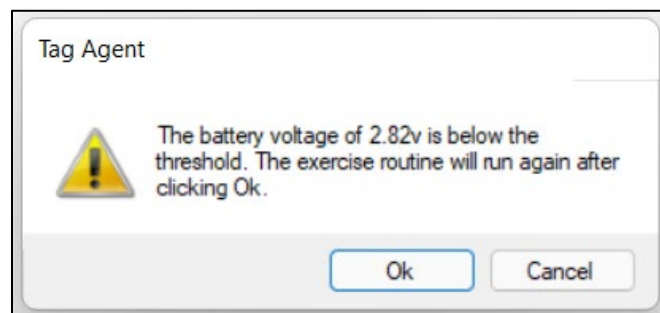 Tag Agent
The battery voltage of 2.82v is below the
threshold. The exercise routine will run again after
clicking Ok.
Ok
Cancel